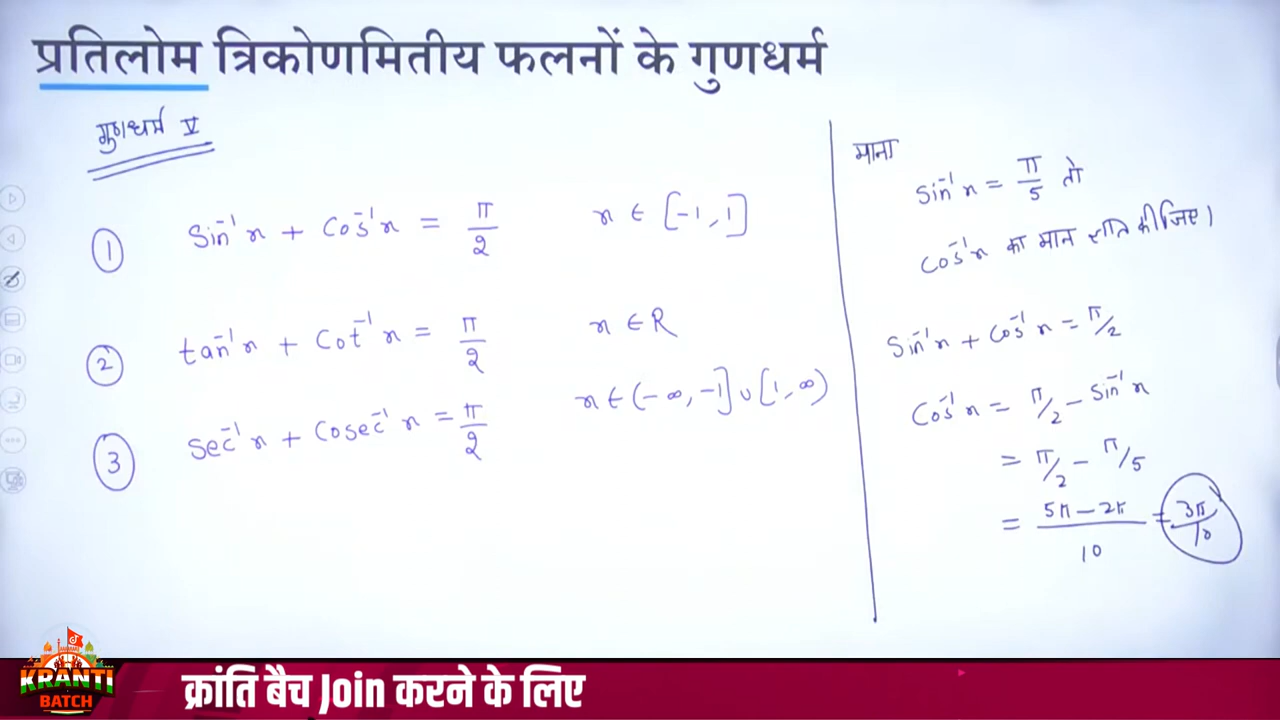 प्रतिलोम त्रिकोणमितीय फलनों के गुणधर्म
गुणधर्म V
① sin⁻¹x + Cos⁻¹x = π/2 x ∈ [-1, 1]
② tan⁻¹x + Cot⁻¹x = π/2 x ∈ R
③ sec⁻¹x + Cosec⁻¹x = π/2 x ∈ (-∞, -1] ∪ [1, ∞)
माना
sin⁻¹x = π/5 तो
Cos⁻¹x का मान ज्ञात कीजिए।
sin⁻¹x + Cos⁻¹x = π/2
Cos⁻¹x = π/2 - sin⁻¹x
= π/2 - π/5
= (5π - 2π)/10 = 3π/10
KRANTI
BATCH
क्रांति बैच Join करने के लिए